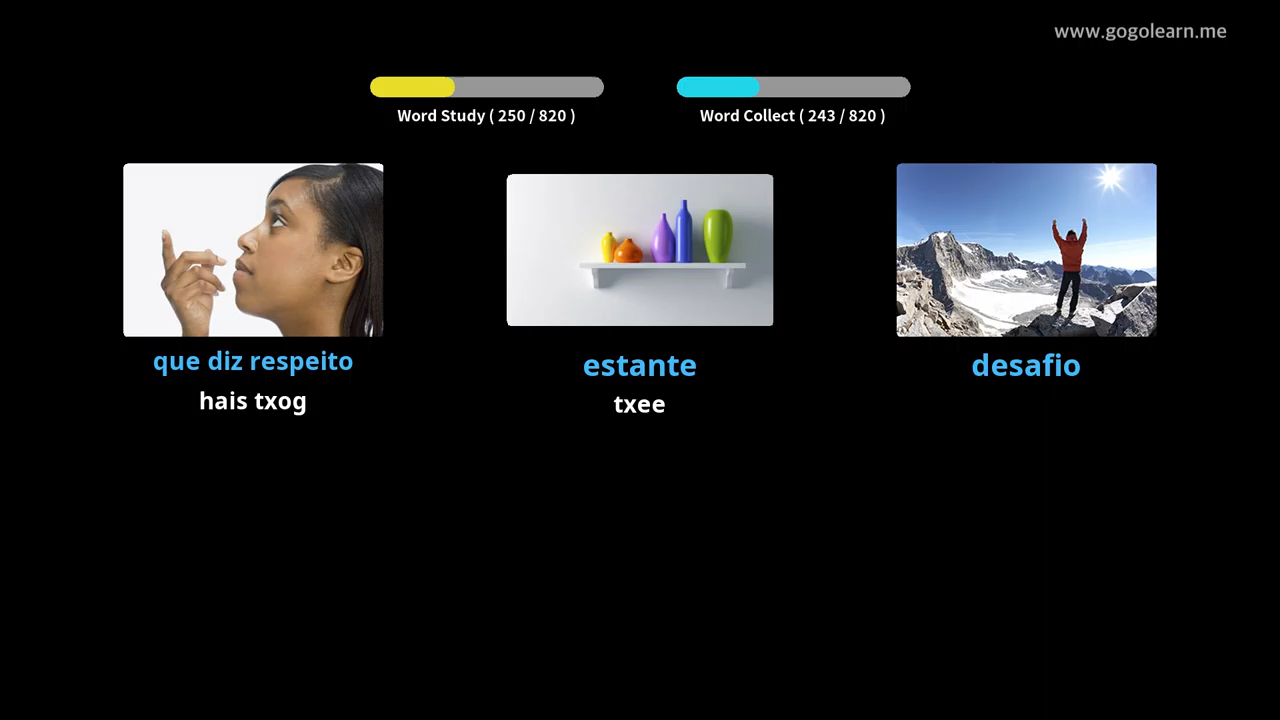 www.gogolearn.me
Word Study ( 250 / 820 )
Word Collect ( 243 / 820 )
que diz respeito
hais txog
estante
txee
desafio